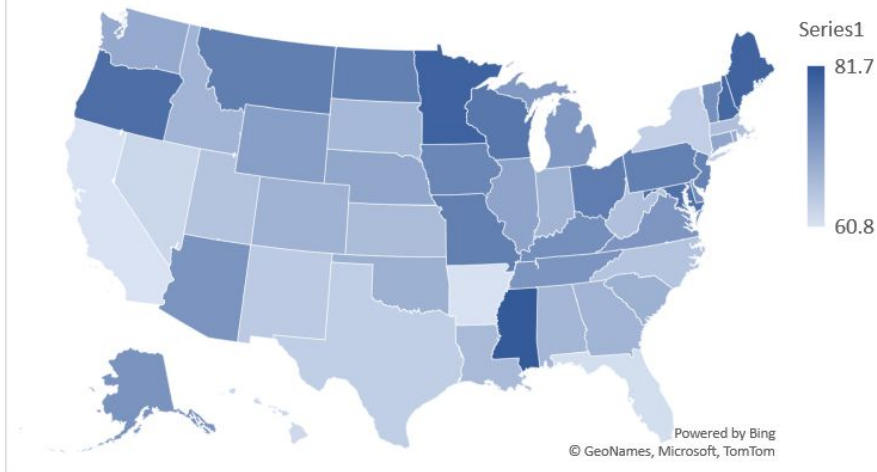 Series1
81.7
60.8
Powered by Bing
© GeoNames, Microsoft, TomTom